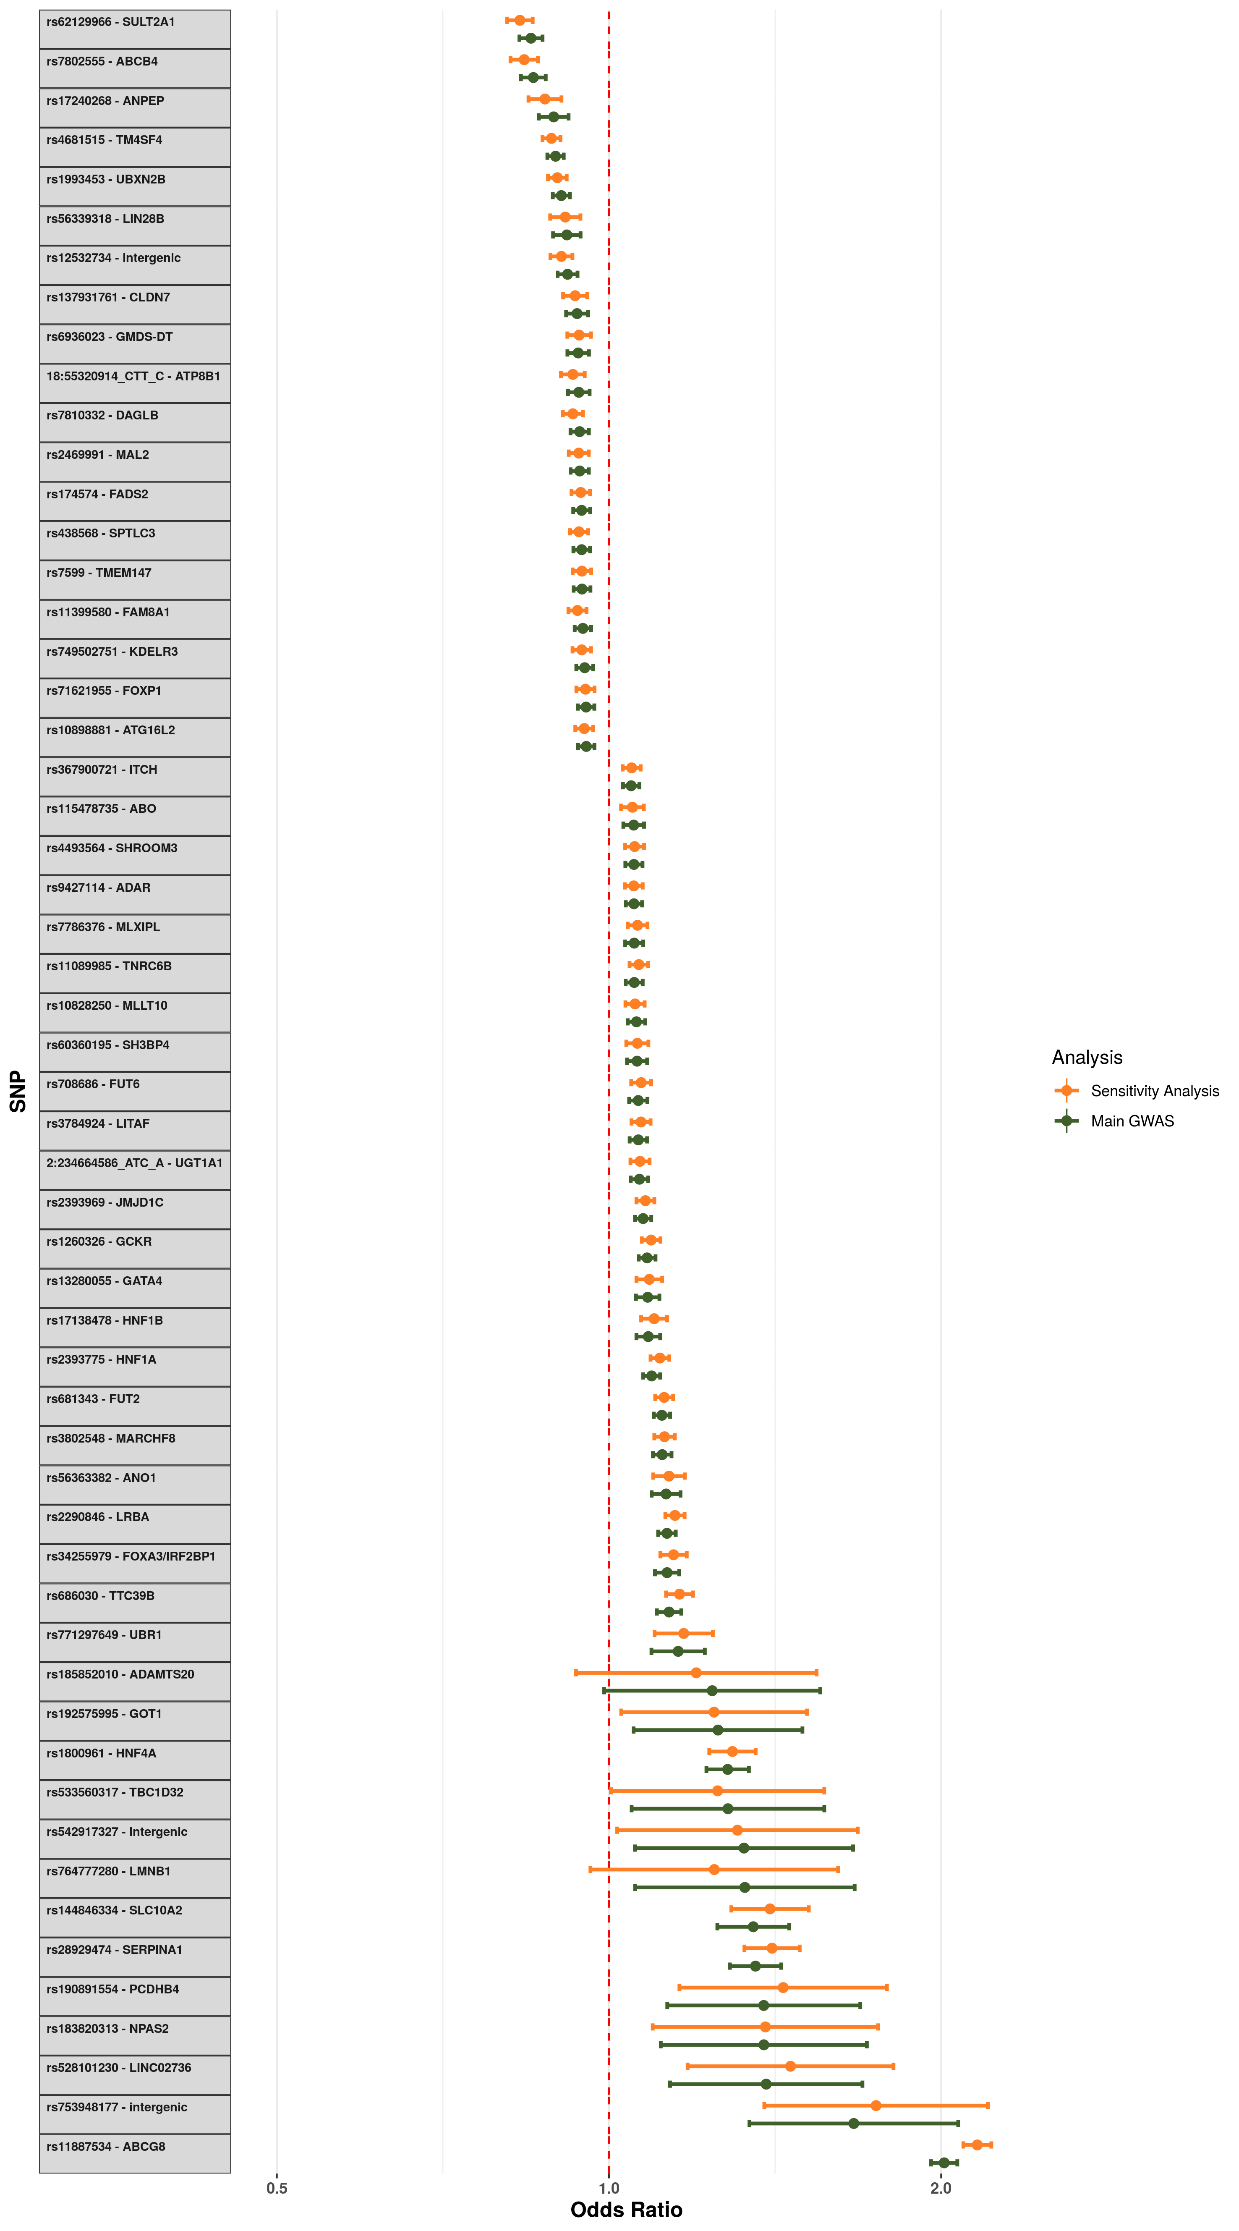 rs62129966 - SULT2A1
rs7802555 - ABCB4
rs17240268 - ANPEP
rs4681515 - TM4SF4
rs1993453 - UBXN2B
rs56339318 - LIN28B
rs12532734 - Intergenic
rs137931761 - CLDN7
rs6936023 - GMDS-DT
18:55320914_CTT_C - ATP8B1
rs7810332 - DAGLB
rs2469991 - MAL2
rs174574 - FADS2
rs438568 - SPTLC3
rs7599 - TMEM147
rs11399580 - FAM8A1
rs749502751 - KDELR3
rs71621955 - FOXP1
rs10898881 - ATG16L2
rs367900721 - ITCH
rs115478735 - ABO
rs4493564 - SHROOM3
rs9427114 - ADAR
rs7786376 - MLXIPL
rs11089985 - TNRC6B
rs10828250 - MLLT10
rs60360195 - SH3BP4
rs708686 - FUT6
rs3784924 - LITAF
2:234664586_ATC_A - UGT1A1
rs2393969 - JMJD1C
rs1260326 - GCKR
rs13280055 - GATA4
rs17138478 - HNF1B
rs2393775 - HNF1A
rs681343 - FUT2
rs3802548 - MARCHF8
rs56363382 - ANO1
rs2290846 - LRBA
rs34255979 - FOXA3/IRF2BP1
rs686030 - TTC39B
rs771297649 - UBR1
rs185852010 - ADAMTS20
rs192575995 - GOT1
rs1800961 - HNF4A
rs533560317 - TBC1D32
rs542917327 - Intergenic
rs764777280 - LMNB1
rs144846334 - SLC10A2
rs28929474 - SERPINA1
rs190891554 - PCDHB4
rs183820313 - NPAS2
rs528101230 - LINC02736
rs753948177 - intergenic
rs11887534 - ABCG8
SNP
0.5 1.0 2.0
Odds Ratio
Analysis
Sensitivity Analysis
Main GWAS